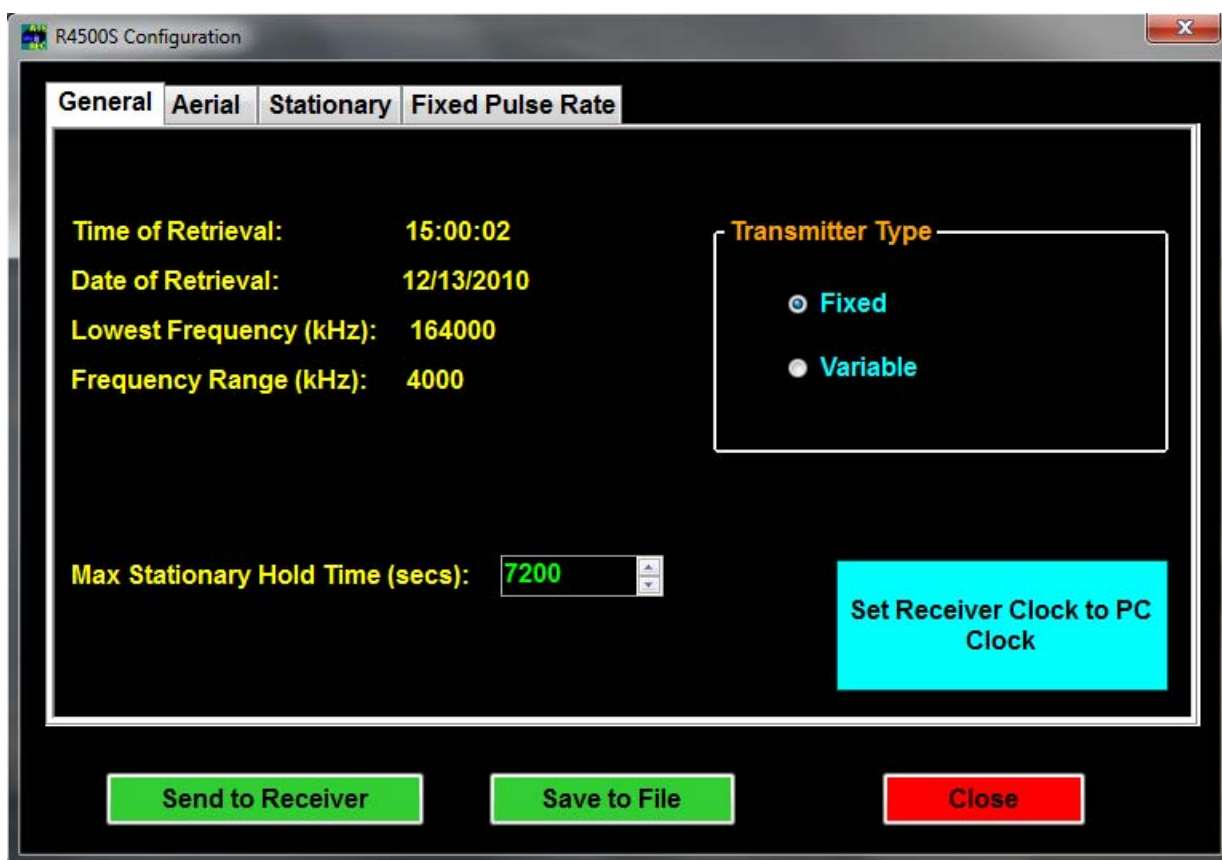 R4500S Configuration
X
General Aerial Stationary Fixed Pulse Rate
Time of Retrieval: 15:00:02
Date of Retrieval: 12/13/2010
Lowest Frequency (kHz): 164000
Frequency Range (kHz): 4000
Transmitter Type
Fixed
Variable
Max Stationary Hold Time (secs): 7200
Set Receiver Clock to PC
Clock
Send to Receiver Save to File Close